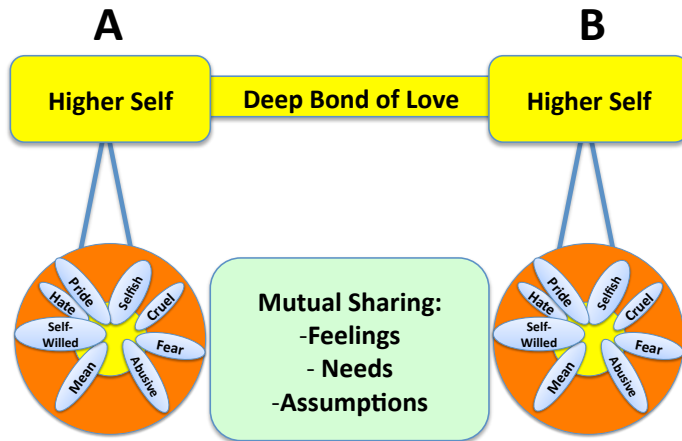 A
B
Higher Self
Deep Bond of Love
Higher Self
Pride
Selfish
Hate
Cruel
Self-
Willed
Fear
Mean
Abusive
Mutual Sharing:
-Feelings
- Needs
-Assumptions
Pride
Selfish
Hate
Cruel
Self-
Willed
Fear
Mean
Abusive